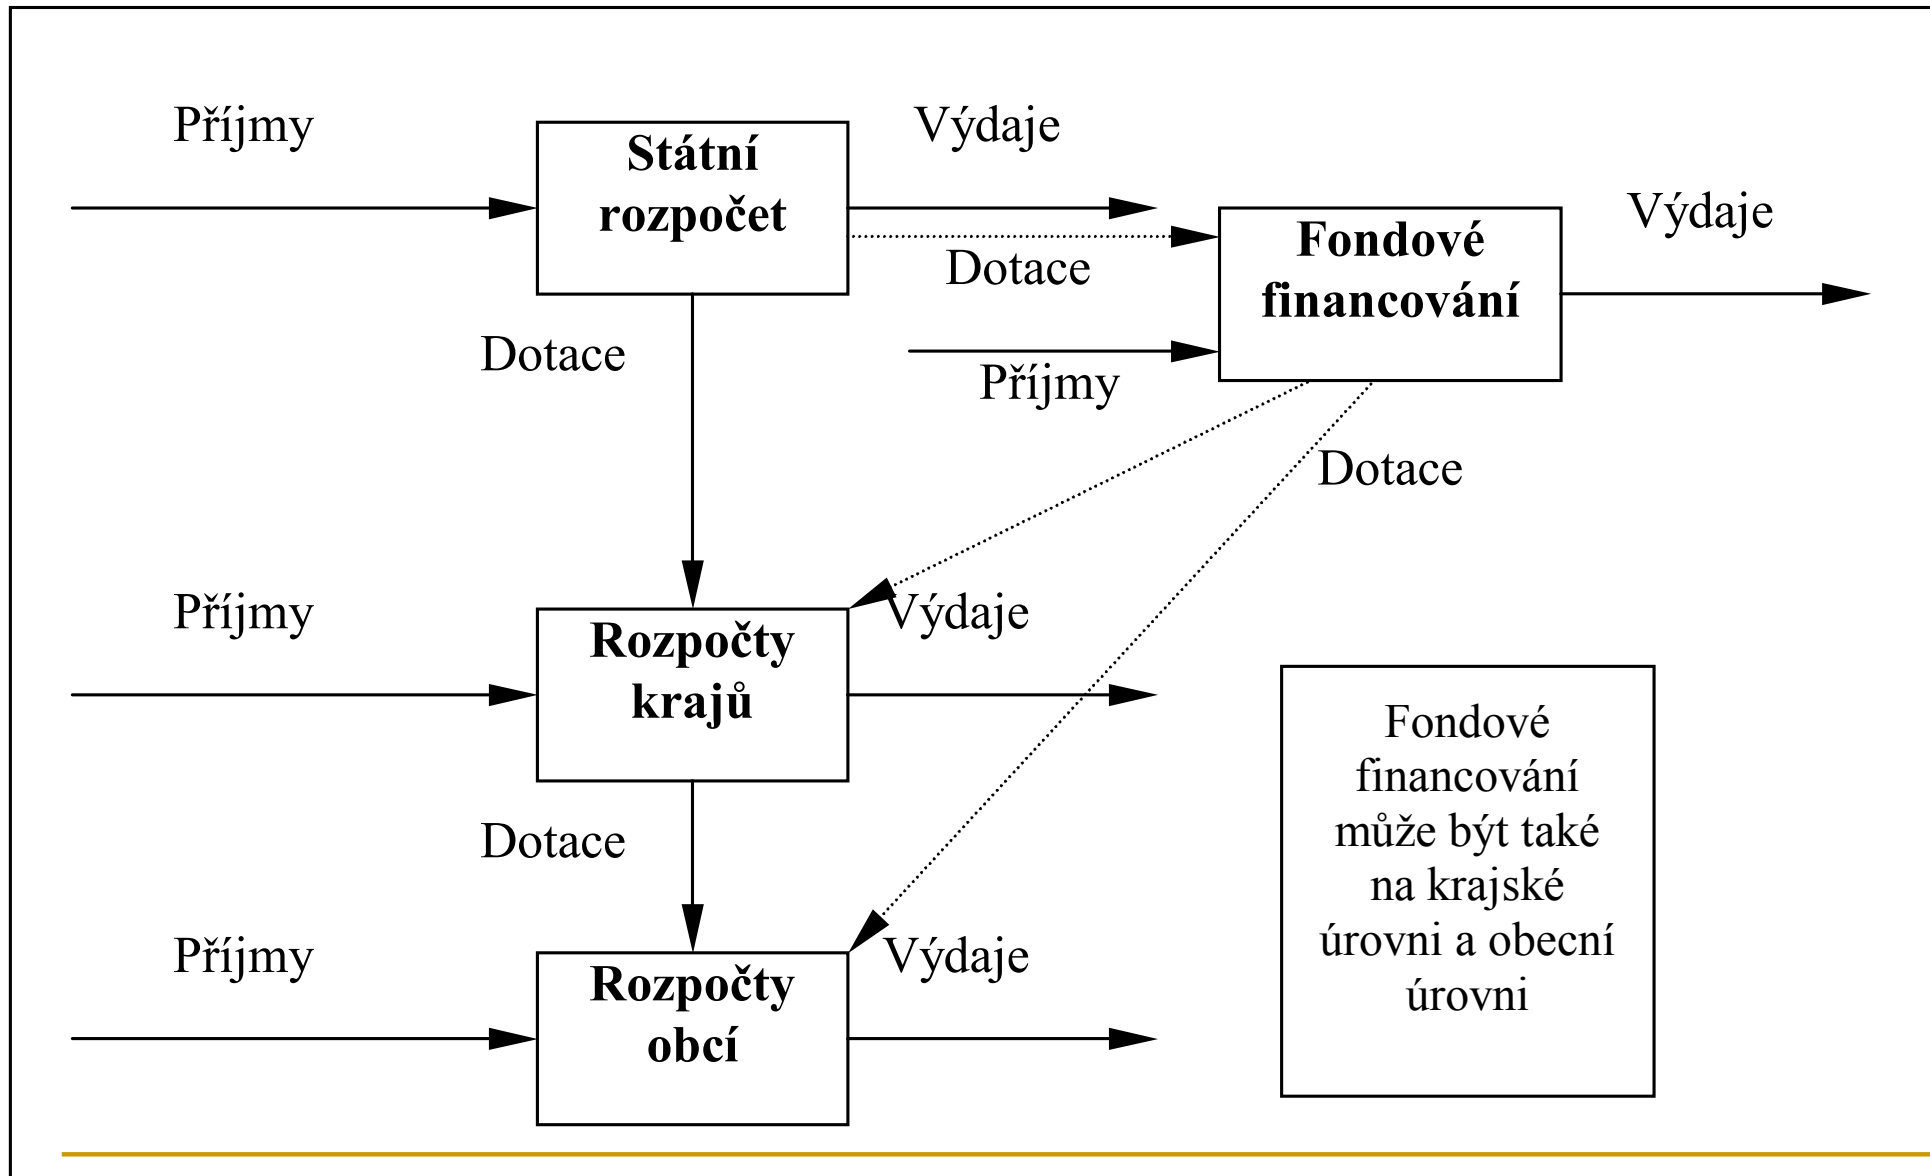 Příjmy
Státní
rozpočet
Výdaje
Dotace
Fondové
financování
Výdaje
Příjmy
Dotace
Dotace
Příjmy
Rozpočty
krajů
Výdaje
Dotace
Příjmy
Rozpočty
obcí
Výdaje
Fondové
financování
může být také
na krajské
úrovni a obecní
úrovni